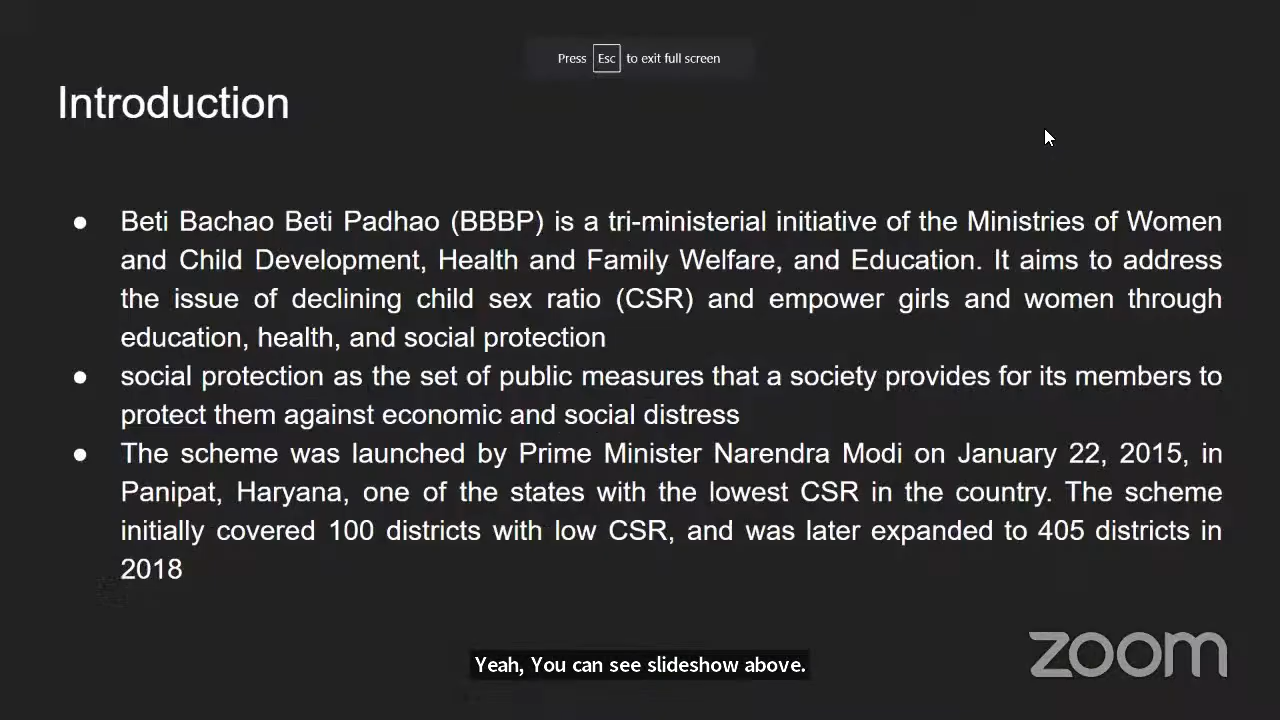 Press Esc to exit full screen
Introduction
● Beti Bachao Beti Padhao (BBBP) is a tri-ministerial initiative of the Ministries of Women
and Child Development, Health and Family Welfare, and Education. It aims to address
the issue of declining child sex ratio (CSR) and empower girls and women through
education, health, and social protection
● social protection as the set of public measures that a society provides for its members to
protect them against economic and social distress
● The scheme was launched by Prime Minister Narendra Modi on January 22, 2015, in
Panipat, Haryana, one of the states with the lowest CSR in the country. The scheme
initially covered 100 districts with low CSR, and was later expanded to 405 districts in
2018
Yeah, You can see slideshow above.
zoom